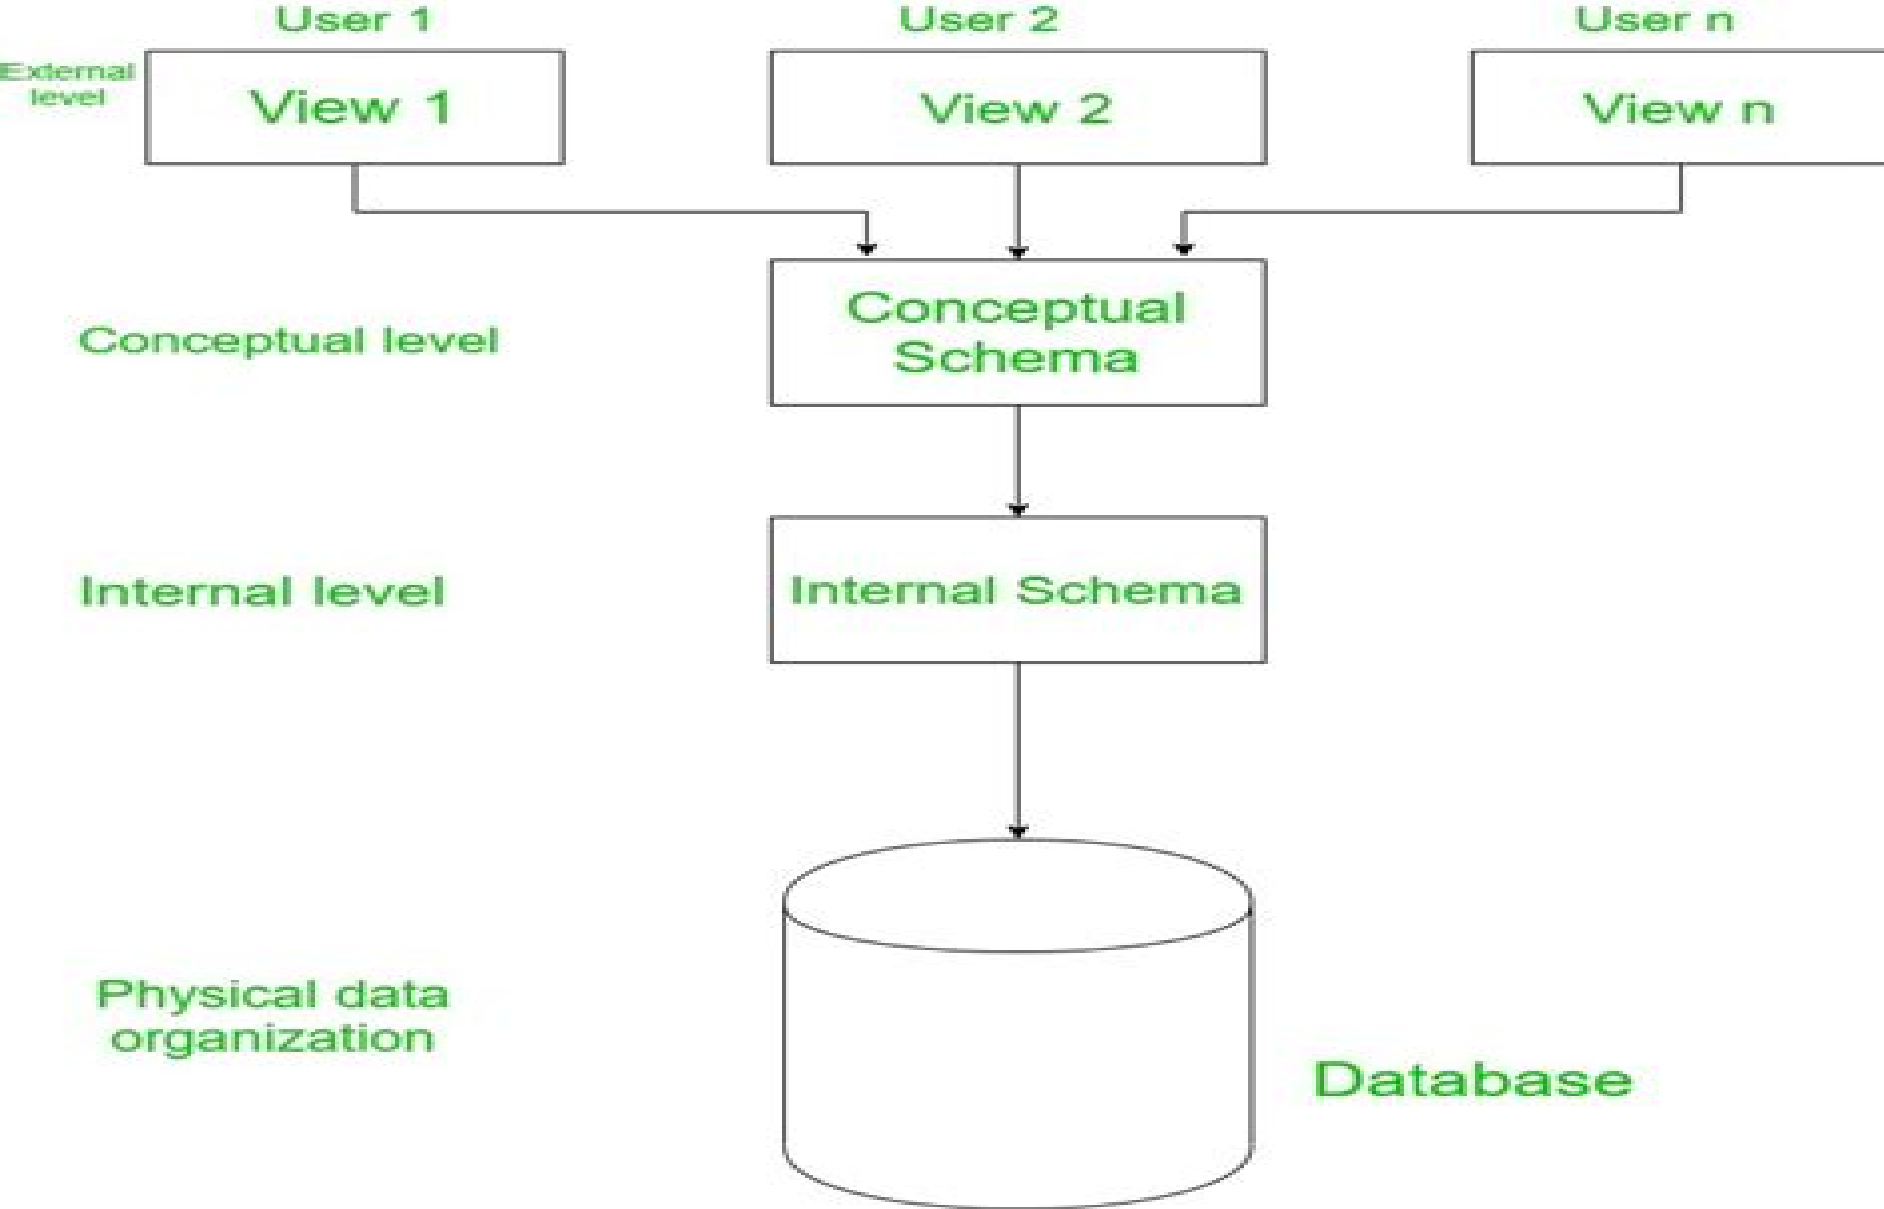 User 1
User 2
User n
External
level
View 1
View 2
View n
Conceptual level
Conceptual
Schema
Internal level
Internal Schema
Physical data
organization
Database